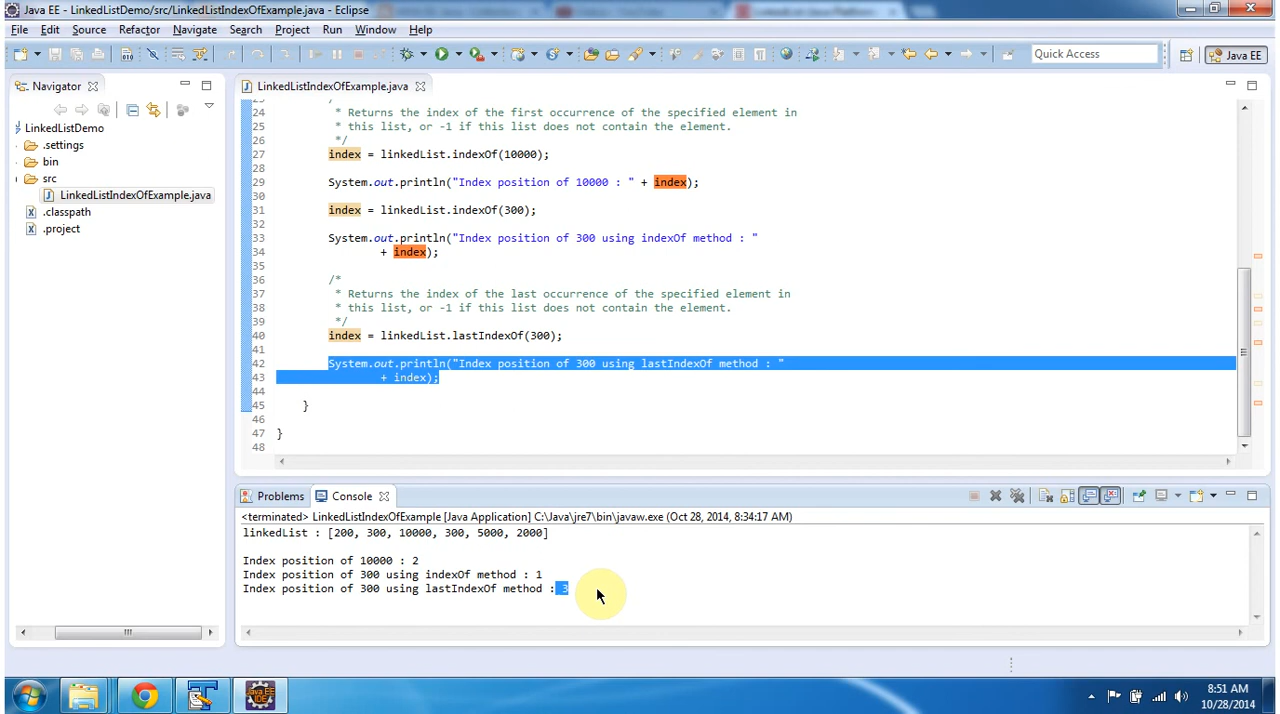 Java EE - LinkedListDemo/src/LinkedListIndexOfExample.java - Eclipse
File Edit Source Refactor Navigate Search Project Run Window Help
Quick Access
Java EE
Navigator
LinkedListDemo
.settings
bin
src
LinkedListIndexOfExample.java
.classpath
.project
LinkedListIndexOfExample.java
24 * Returns the index of the first occurrence of the specified element in
25 * this list, or -1 if this list does not contain the element.
26 */
27 index = linkedList.indexOf(10000);
28
29 System.out.println("Index position of 10000 : " + index);
30
31 index = linkedList.indexOf(300);
32
33 System.out.println("Index position of 300 using indexOf method : "
34 + index);
35
36 /*
37 * Returns the index of the last occurrence of the specified element in
38 * this list, or -1 if this list does not contain the element.
39 */
40 index = linkedList.lastIndexOf(300);
41
42 System.out.println("Index position of 300 using lastIndexOf method : "
43 + index);
44
45 }
46
47 }
48
Problems Console
<terminated> LinkedListIndexOfExample [Java Application] C:\Java\jre7\bin\javaw.exe (Oct 28, 2014, 8:34:17 AM)
linkedList : [200, 300, 10000, 300, 5000, 2000]
Index position of 10000 : 2
Index position of 300 using indexOf method : 1
Index position of 300 using lastIndexOf method : 3
Java EE
IDE
8:51 AM
10/28/2014